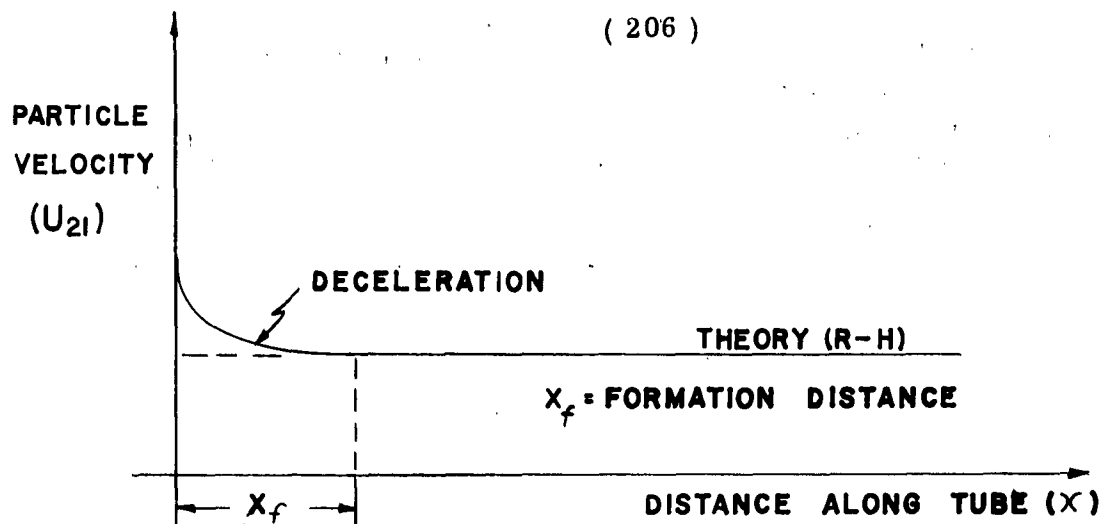 ( 206 )
PARTICLE
VELOCITY
(U21)
DECELERATION
THEORY (R-H)
Xf = FORMATION DISTANCE
Xf
DISTANCE ALONG TUBE (X)